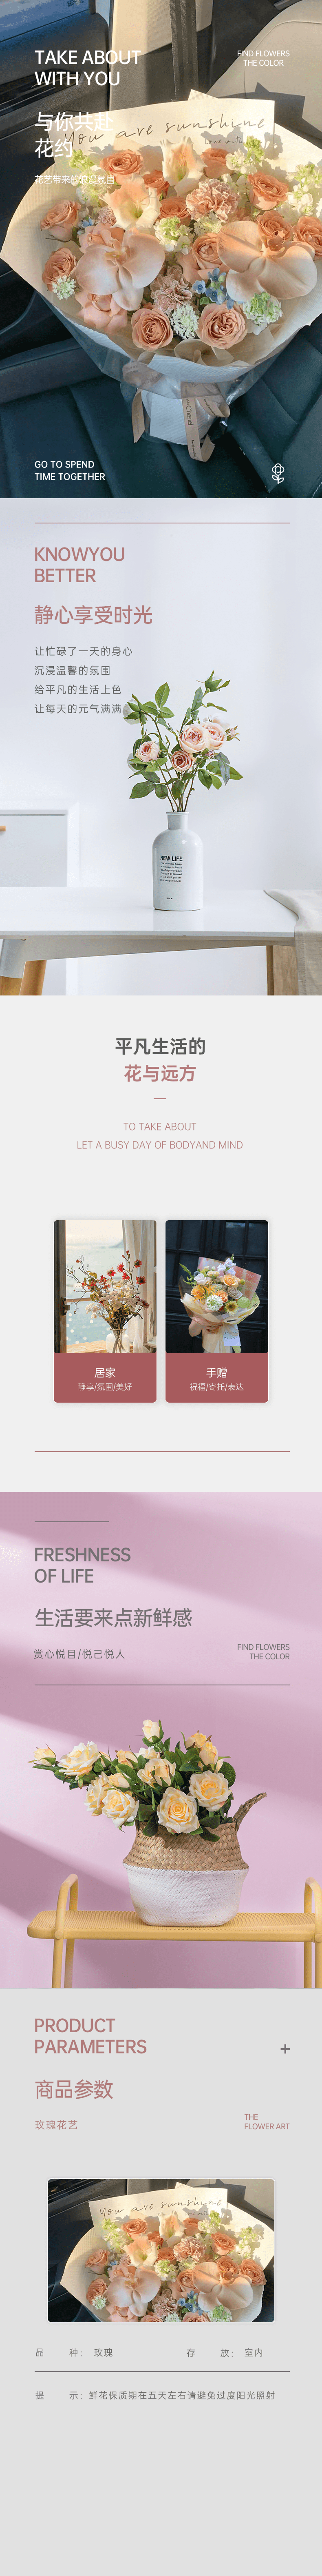 TAKE ABOUT
WITH YOU
FIND FLOWERS
THE COLOR
与你共赴
花约
You are sunshine
花艺带来的
GO TO SPEND
TIME TOGETHER
KNOWYOU
BETTER
静心享受时光
让忙碌了一天的身心
沉浸温馨的氛围
给平凡的生活上色
让每天的元气满满
NEW LIFE
平凡生活的
花与远方
TO TAKE ABOUT
LET A BUSY DAY OF BODYAND MIND
居家
静享/氛围/美好
手赠
祝福/寄托/表达
FRESHNESS
OF LIFE
生活要来点新鲜感
赏心悦目/悦己悦人
FIND FLOWERS
THE COLOR
PRODUCT
PARAMETERS
+
商品参数
玫瑰花艺
THE
FLOWER ART
You are sunshine
品 种： 玫瑰
存 放： 室内
提 示：鲜花保质期在五天左右请避免过度阳光照射